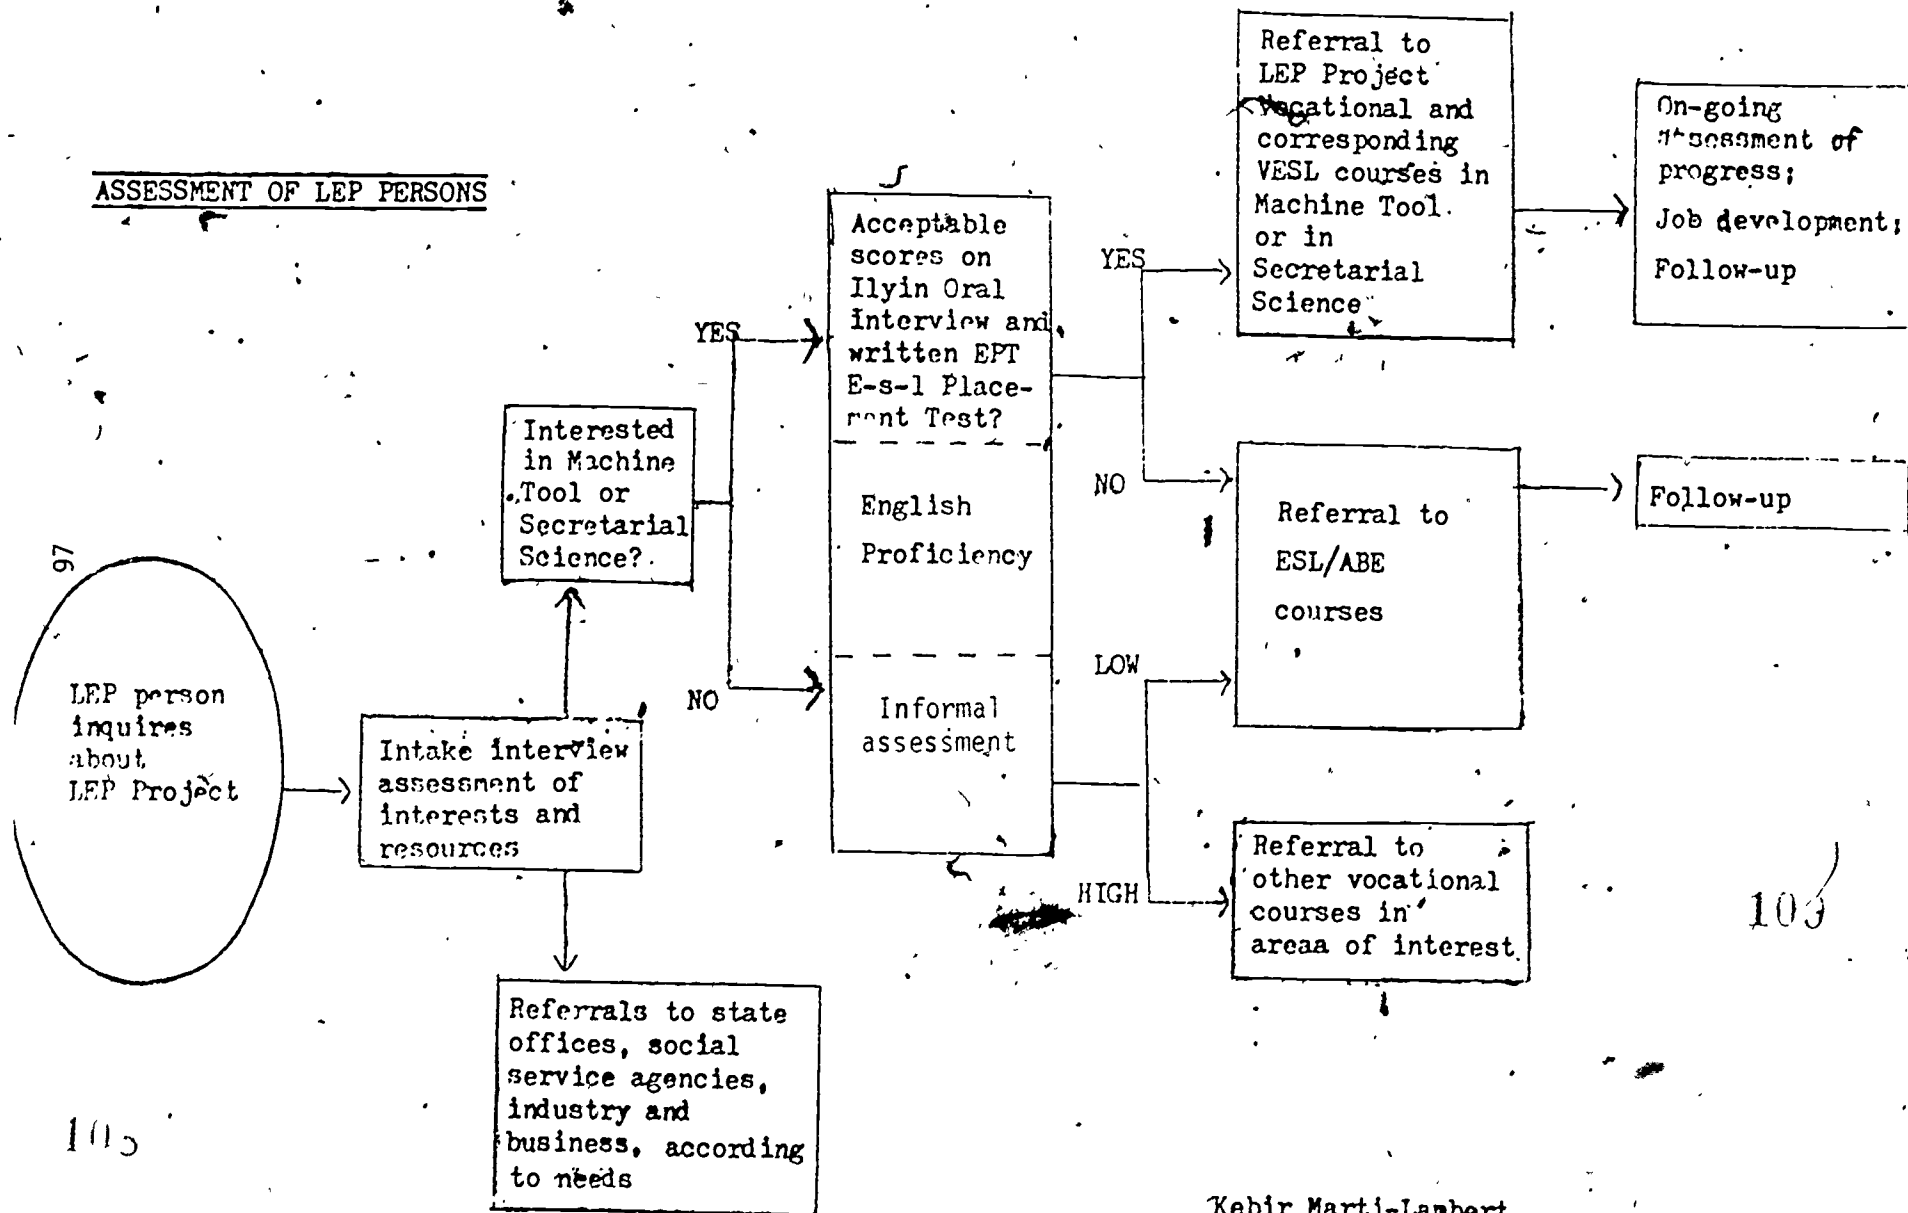 ASSESSMENT OF LEP PERSONS
97
LEP person
inquires
about
LEP Project
Intake interview
assessment of
interests and
resources
Interested
in Machine
Tool or
Secretarial
Science?
Referrals to state
offices, social
service agencies,
industry and
business, according
to needs
YES
NO
Acceptable
scores on
Ilyin Oral
Interview and
written EPT
E-s-l Place-
ment Test?
English
Proficiency
Informal
assessment
YES
NO
LOW
HIGH
Referral to
LEP Project
Vocational and
corresponding
VESL courses in
Machine Tool
or in
Secretarial
Science
Referral to
ESL/ABE
courses
Referral to
other vocational
courses in
areaa of interest
On-going
assessment of
progress;
Job development;
Follow-up
Follow-up
Kebir Marti-Lambert